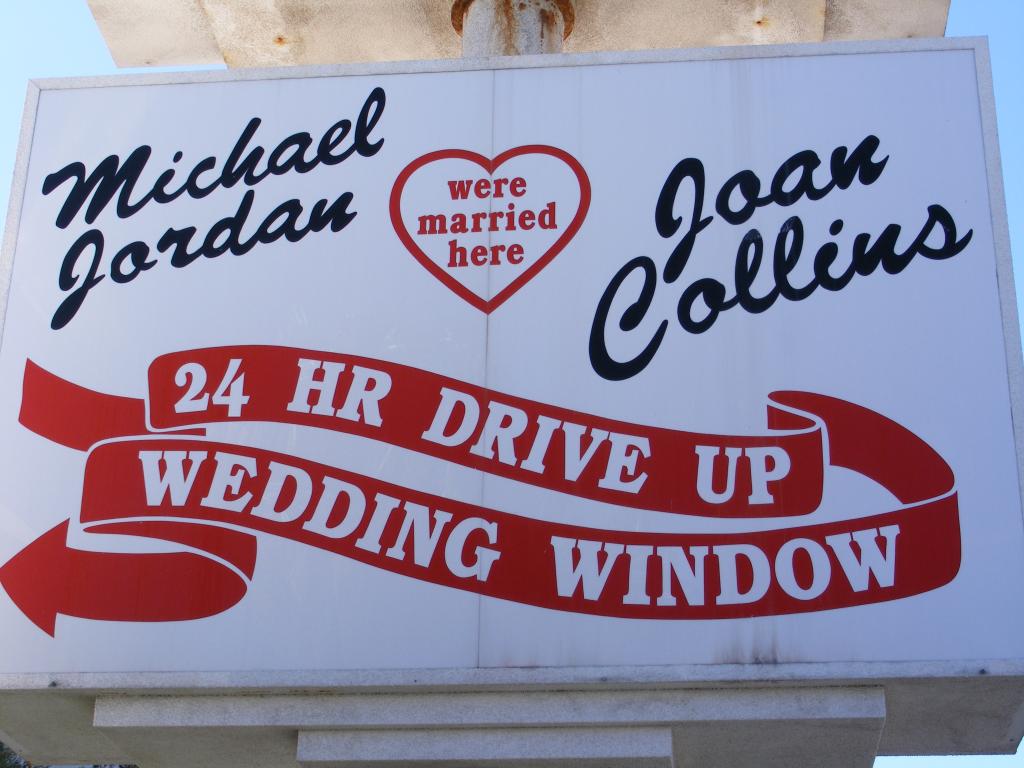 Michael
Jordan
were
married
here
Joan
Collins
24 HR DRIVE UP
WEDDING WINDOW